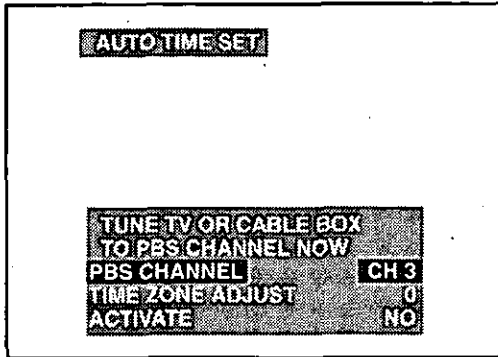 AUTO TIME SET
TUNE TV OR CABLE BOX
TO PBS CHANNEL NOW
PBS CHANNEL CH 3
TIME ZONE ADJUST 0
ACTIVATE NO